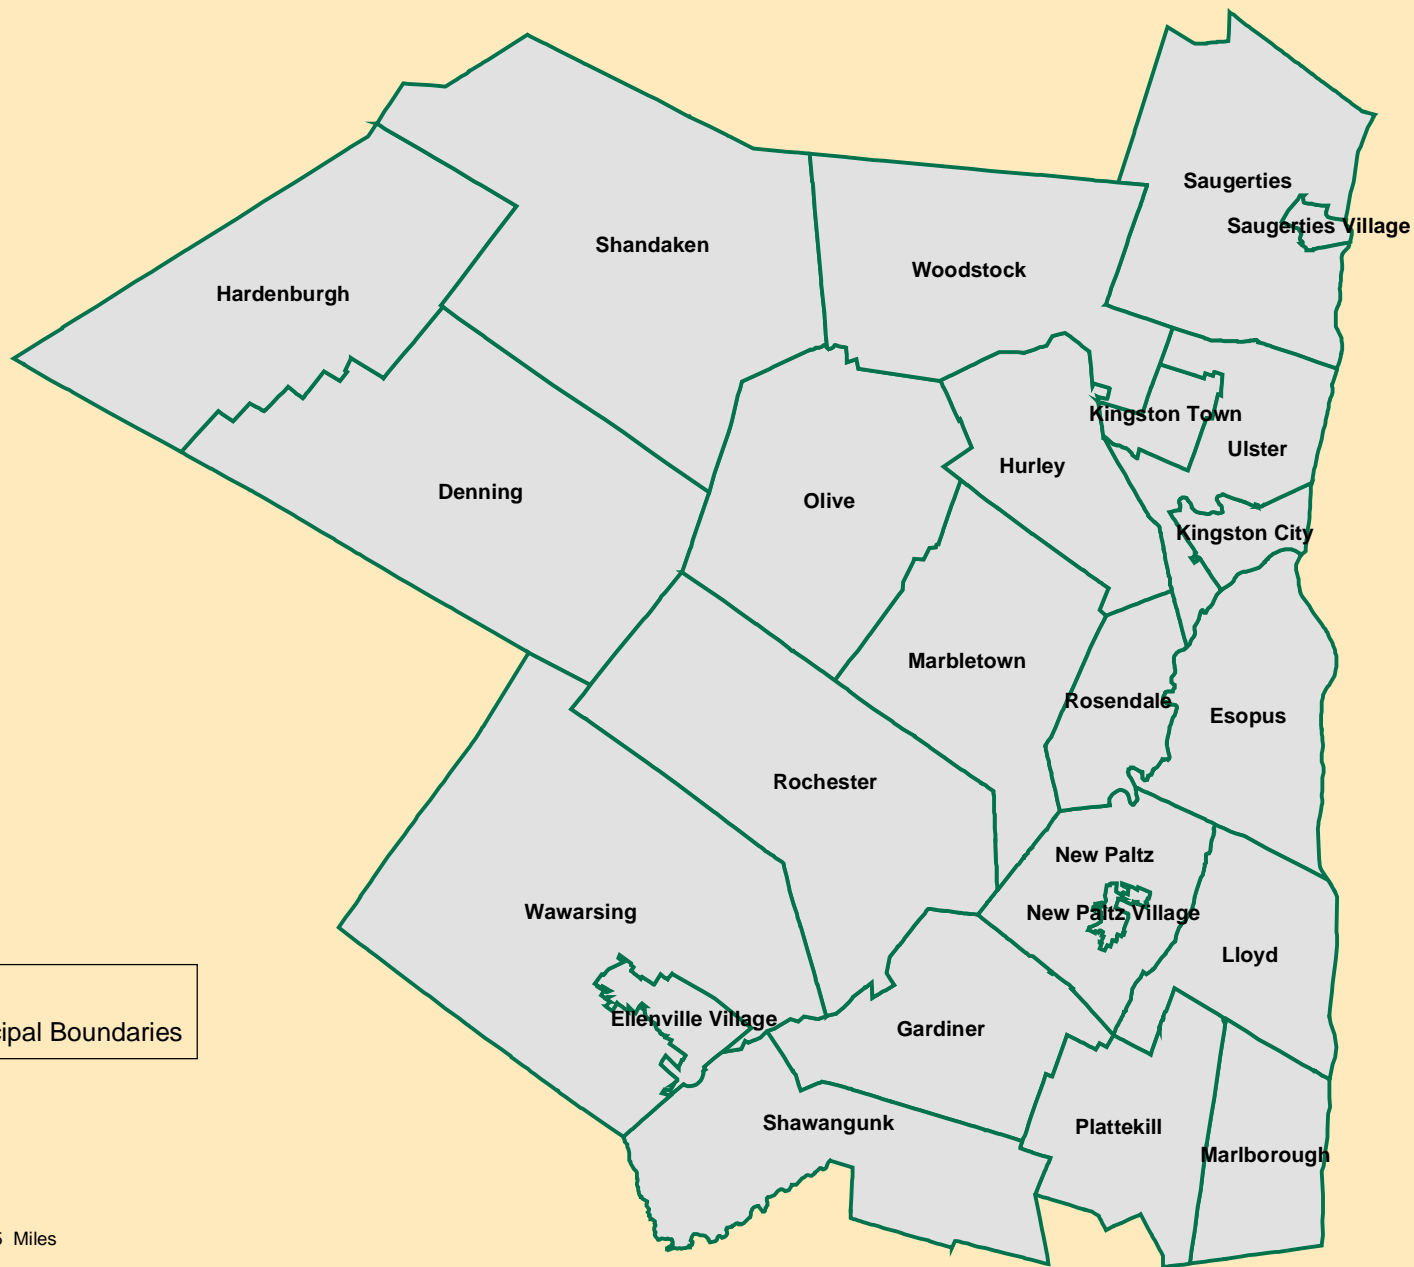 Saugerties
Saugerties Village
Shandaken
Woodstock
Hardenburgh
Kingston Town
Ulster
Hurley
Denning
Olive
Kingston City
Marbletown
Rosendale
Esopus
Rochester
New Paltz
Wawarsing
New Paltz Village
Lloyd
Ellenville Village
Gardiner
Boundaries
Shawangunk
Plattekill
Marlborough
Miles